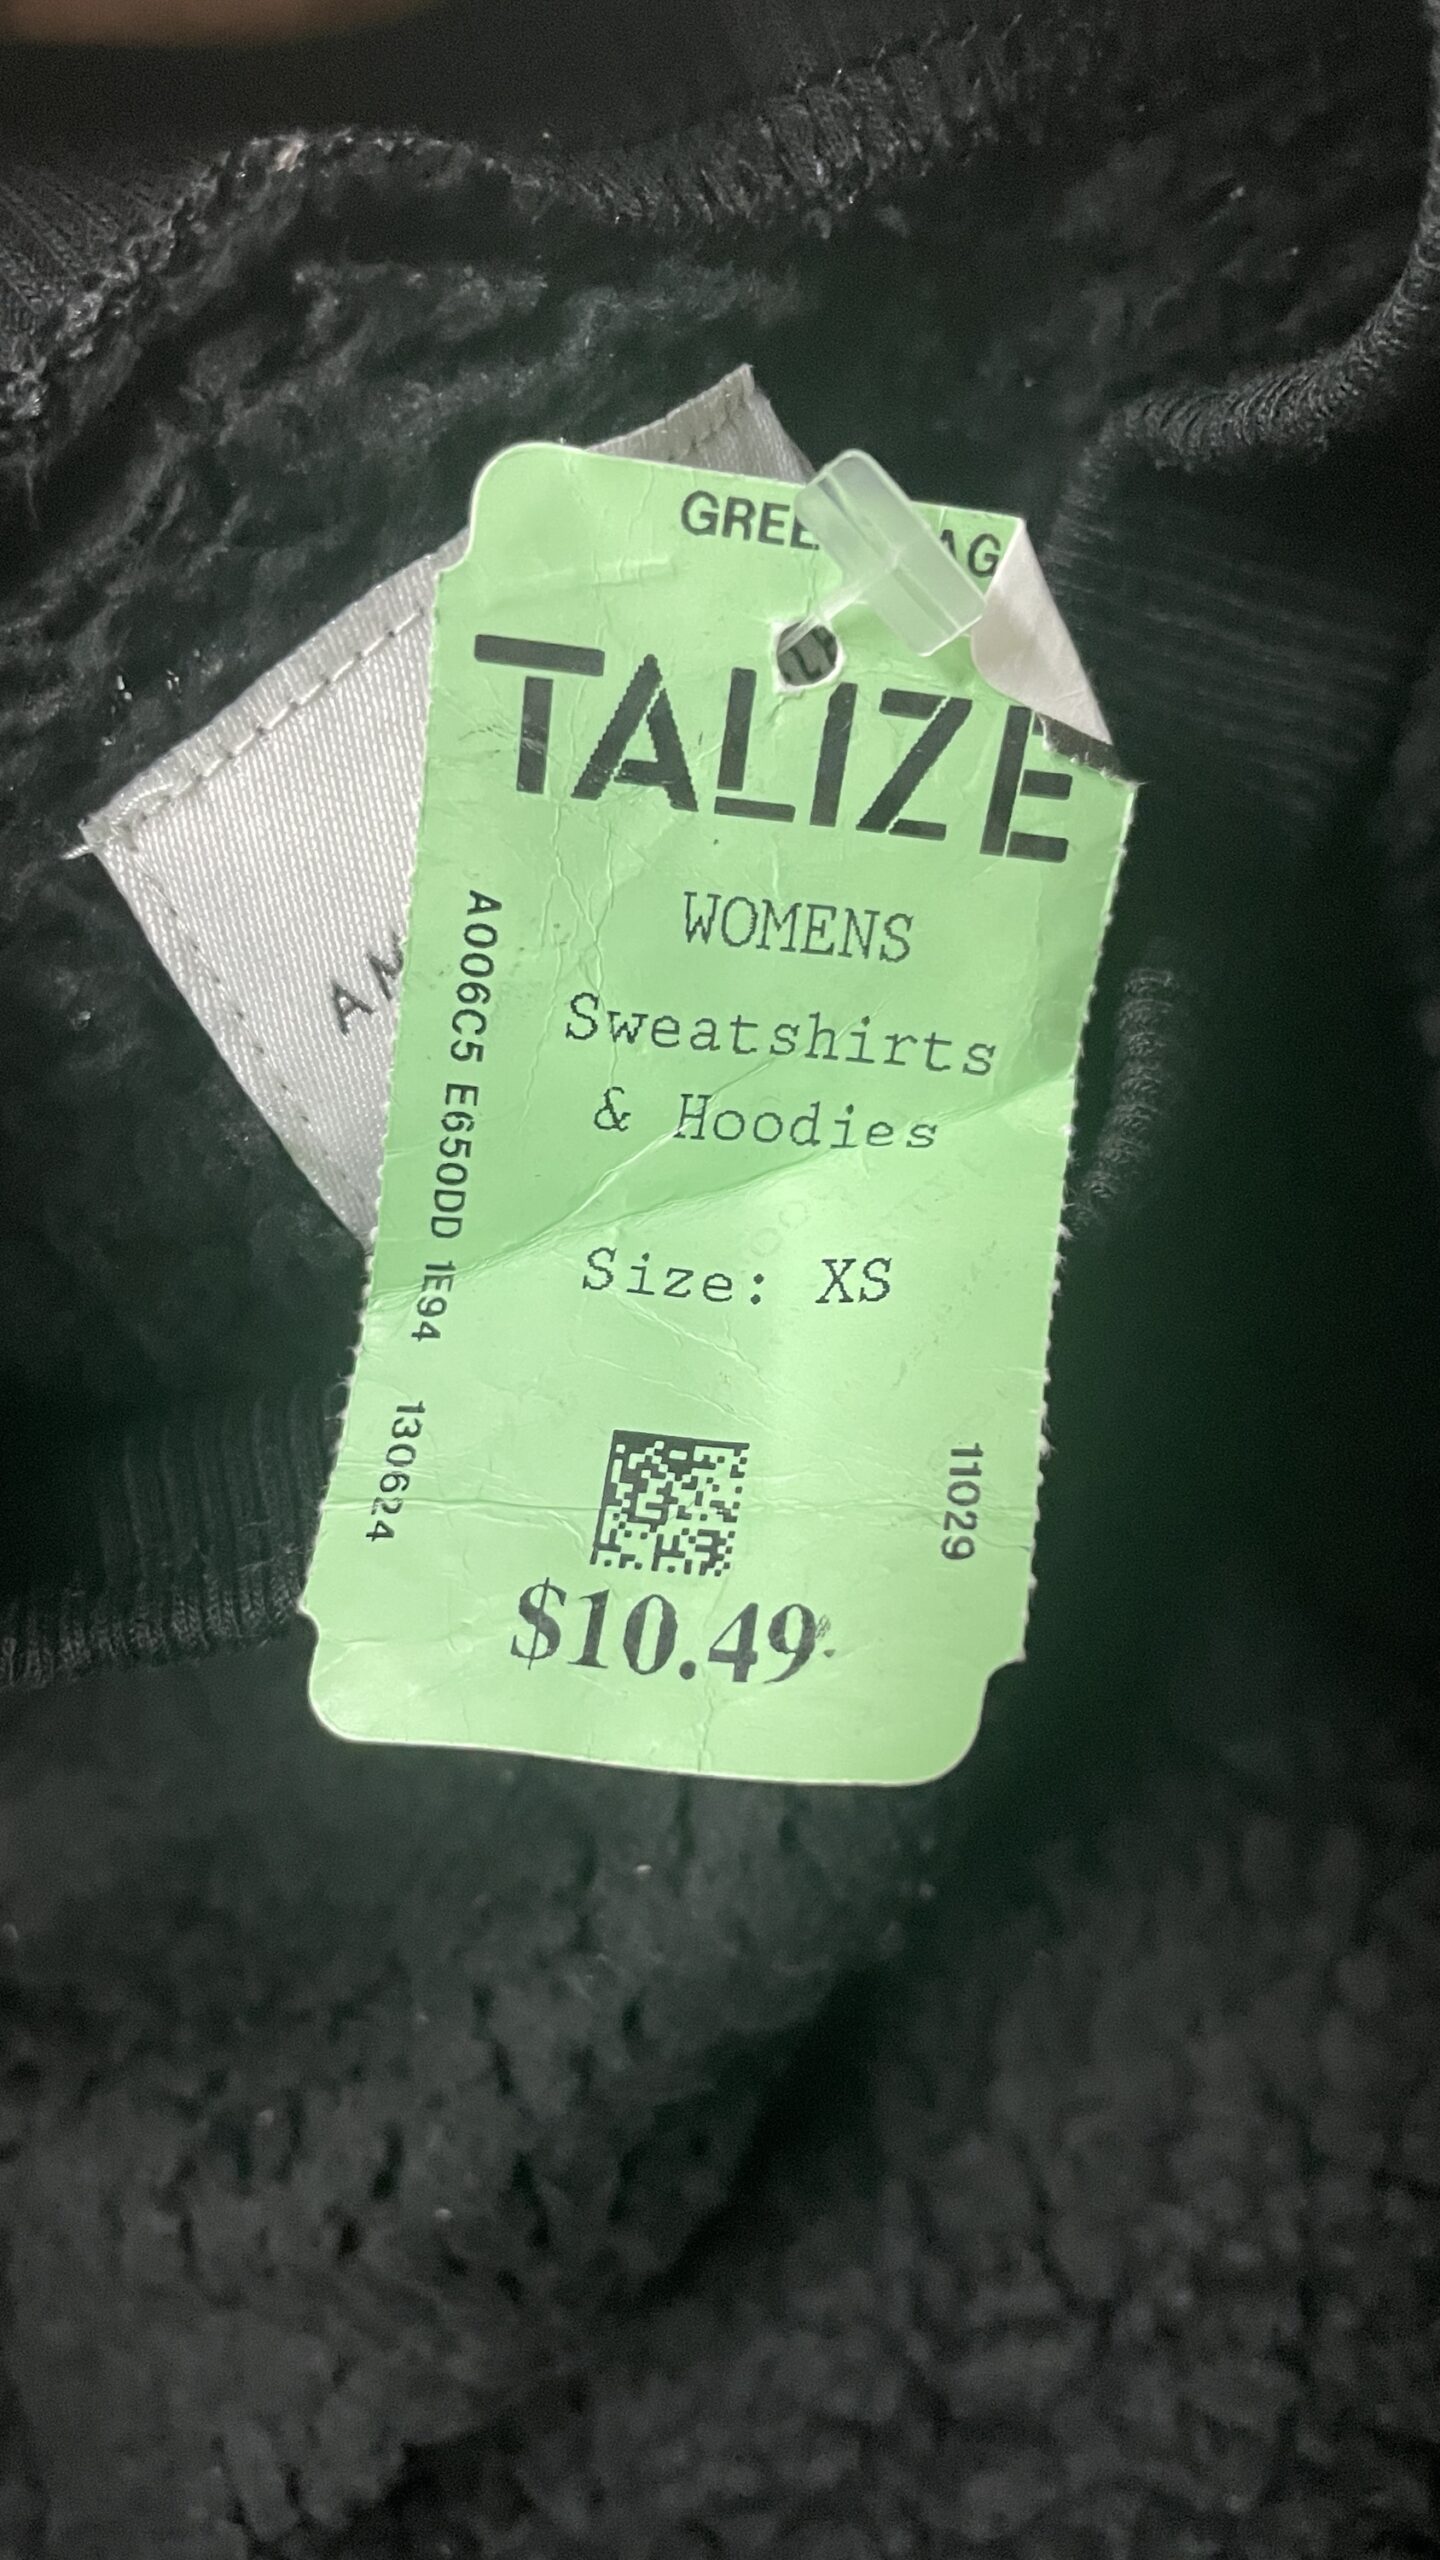 TALIZE
WOMENS
Sweatshirts
& Hoodies
Size: XS
A006C5 E650DD 1E94 130624
11029
$10.49